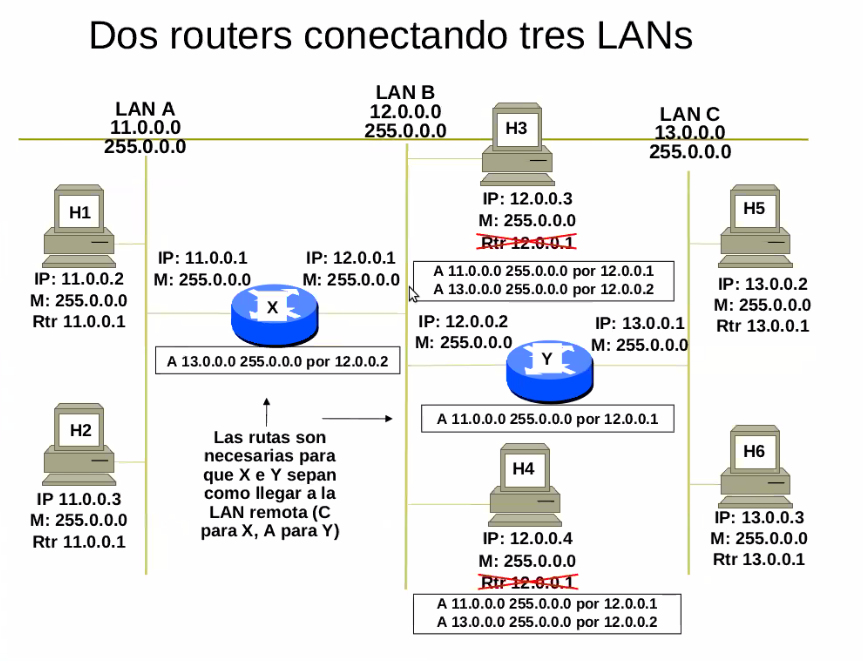 Dos routers conectando tres LANs
LAN A
11.0.0.0
255.0.0.0
LAN B
12.0.0.0
255.0.0.0
LAN C
13.0.0.0
255.0.0.0
H1
IP: 11.0.0.2
M: 255.0.0.0
Rtr 11.0.0.1
H2
IP 11.0.0.3
M: 255.0.0.0
Rtr 11.0.0.1
IP: 11.0.0.1
M: 255.0.0.0
IP: 12.0.0.1
M: 255.0.0.0
X
A 13.0.0.0 255.0.0.0 por 12.0.0.2
Las rutas son
necesarias para
que X e Y sepan
como llegar a la
LAN remota (C
para X, A para Y)
H3
IP: 12.0.0.3
M: 255.0.0.0
Rtr 12.0.0.1
A 11.0.0.0 255.0.0.0 por 12.0.0.1
A 13.0.0.0 255.0.0.0 por 12.0.0.2
IP: 12.0.0.2
M: 255.0.0.0
IP: 13.0.0.1
M: 255.0.0.0
Y
A 11.0.0.0 255.0.0.0 por 12.0.0.1
H4
IP: 12.0.0.4
M: 255.0.0.0
Rtr 12.0.0.1
A 11.0.0.0 255.0.0.0 por 12.0.0.1
A 13.0.0.0 255.0.0.0 por 12.0.0.2
H5
IP: 13.0.0.2
M: 255.0.0.0
Rtr 13.0.0.1
H6
IP: 13.0.0.3
M: 255.0.0.0
Rtr 13.0.0.1